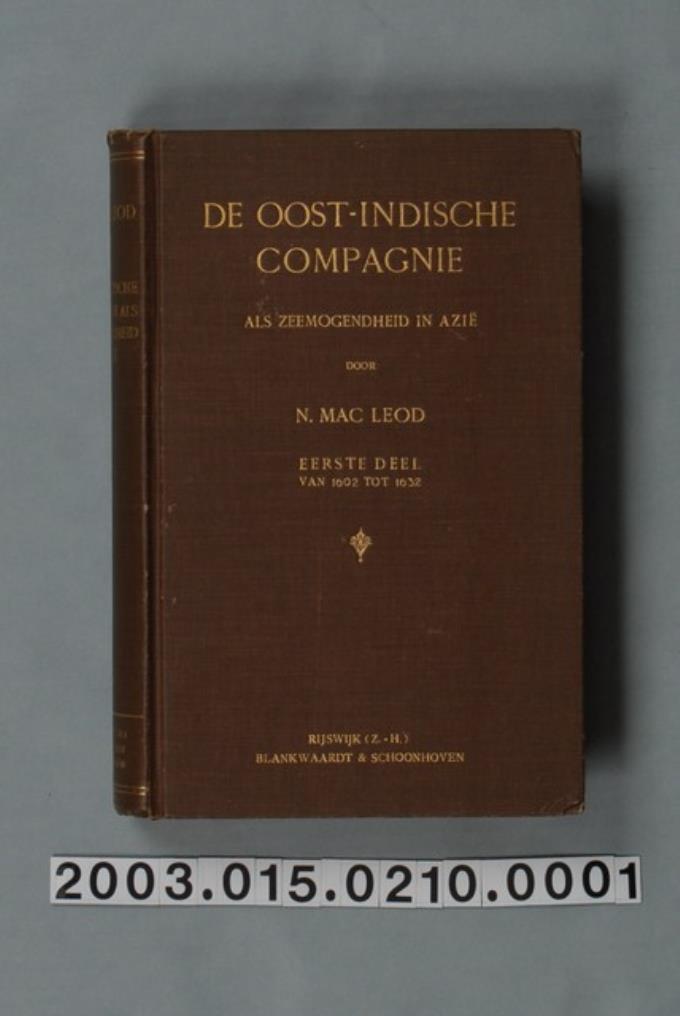 DE OOST-INDISCHE
COMPAGNIE
ALS ZEEMOGENDHEID IN AZIË
DOOR
N. MAC LEOD
EERSTE DEEL
VAN 1602 TOT 1632
RIJSWIJK (Z.-H.)
BLANKWAARDT & SCHOONHOVEN
2003.015.0210.0001